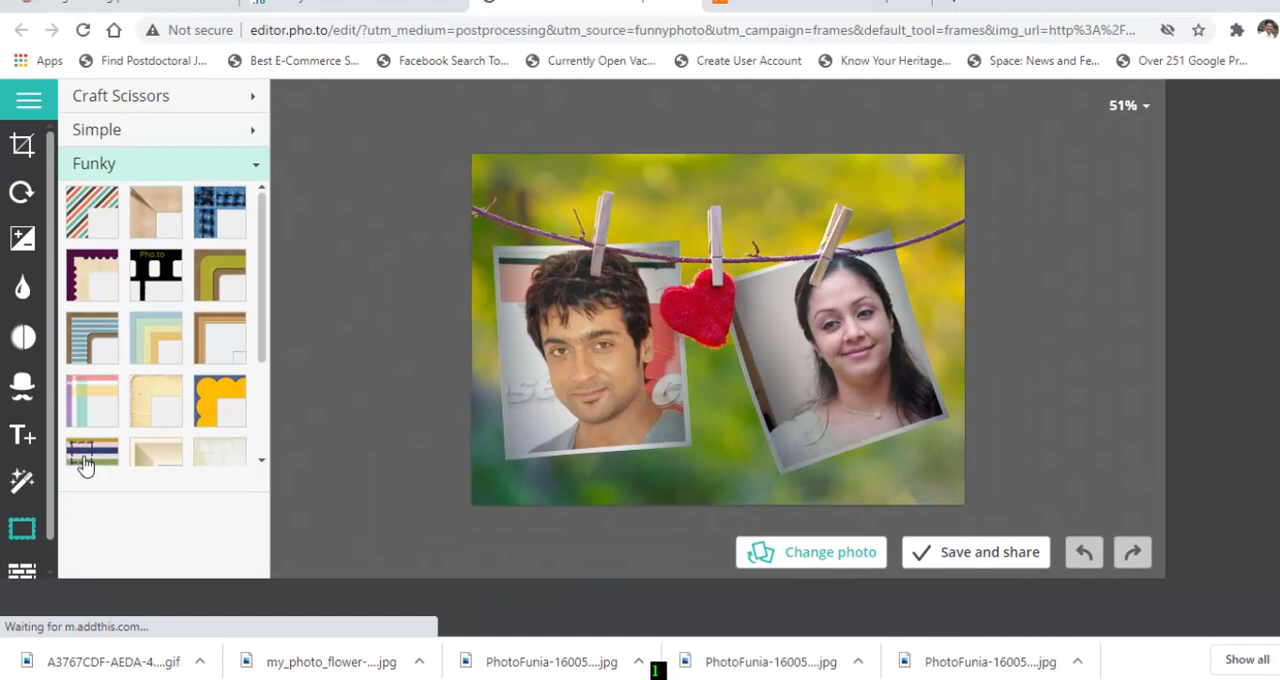 Not secure editor.pho.to/edit/?utm_medium=postprocessing&utm_source=funnyphoto&utm_campaign=frames&default_tool=frames&img_url=http%3A%2F...
Apps Find Postdoctoral J... Best E-Commerce S... Facebook Search To... Currently Open Vac... Create User Account Know Your Heritage... Space: News and Fe... Over 251 Google Pr...
Craft Scissors
51%
Simple
Funky
Pho.to
T+
Change photo Save and share
Waiting for m.addthis.com...
A3767CDF-AEDA-4....gif my_photo_flower-....jpg PhotoFunia-16005....jpg PhotoFunia-16005....jpg PhotoFunia-16005....jpg Show all
1